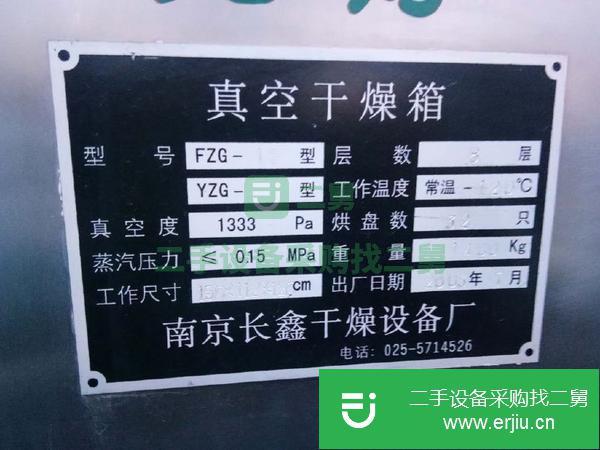 真空干燥箱
型 号 FZG- 型 层 数 8 层
YZG- 型 工作温度 常温- ℃
真空度 1333 Pa 烘盘数 32 只
蒸汽压力 ≤ 0.15 MPa 重量 Kg
工作尺寸 cm 出厂日期 年 月
南京长鑫干燥设备厂
电话:025-5714526
二舅
二手设备采购找二舅
二手设备采购找二舅
www.erjiu.cn